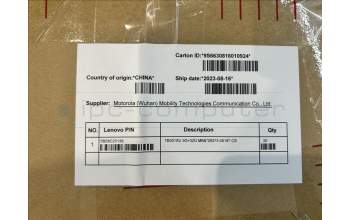 Carton ID:*956630816010924*
Country of origin:*CHINA*
Ship date:*2023-08-16*
Supplier: Motorola (Wuhan) Mobility Technologies Communication Co., Ltd.
ipc-computer
NO. Lenovo P/N Description Qty
1